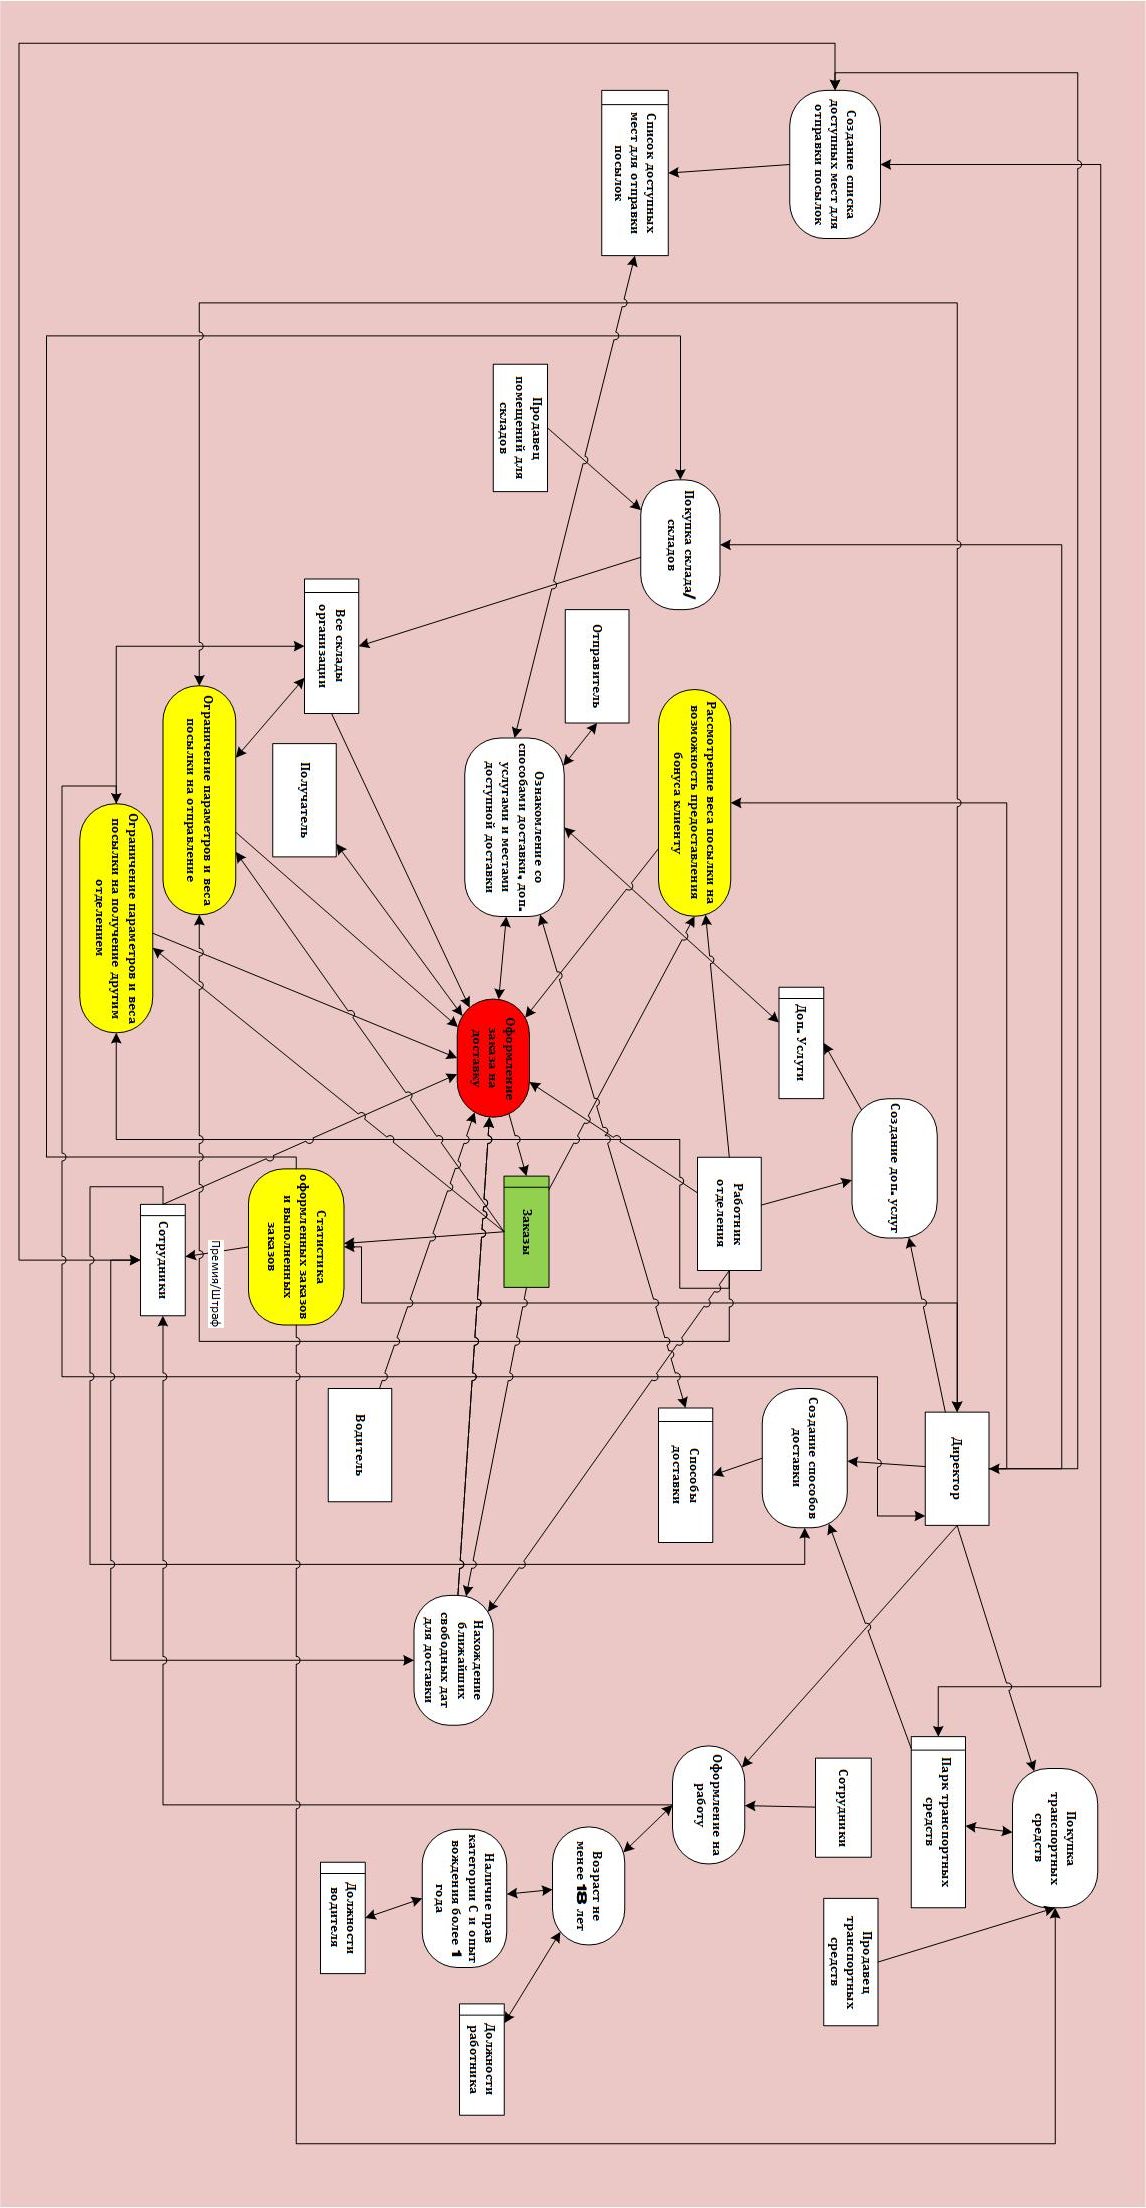 Покупка
транспортных
средств
Директор
Парк транспортных
средств
Создание доп. услуг
Продавец
транспортных
средств
Сотрудники
Создание списка
доступных мест для
отправки посылок
Создание способов
доставки
Доп. Услуги
Работник
отделения
Оформление на
работу
Рассмотрение веса посылки на
возможность предоставления
бонуса клиенту
Способы
доставки
Покупка склада/
складов
Список доступных
мест для отправки
посылок
Отправитель
Возраст не
менее 18 лет
Заказы
Продавец
помещений для
складов
Ознакомление со
способами доставки, доп.
услугами и местами
доступной доставки
Оформление
заказа на
доставку
Должности
работника
Наличие прав
категории С и опыт
вождения более 1
года
Нахождение
ближайших
свободных дат
для доставки
Водитель
Должности
водителя
Все склады
организации
Получатель
Статистика
оформленных заказов
и выполненных
заказов
Премия/Штраф
Ограничение параметров и веса
посылки на отправление
Сотрудники
Ограничение параметров и веса
посылки на получение другим
отделением